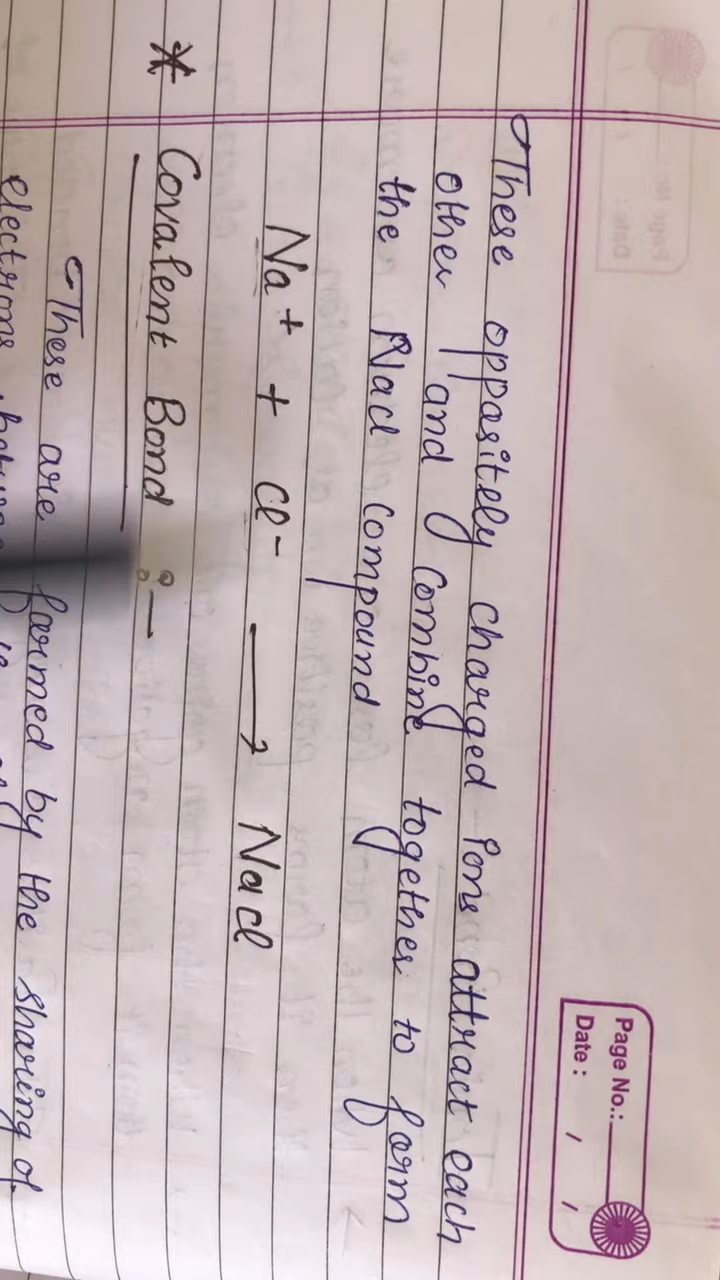 Page No.:
Date: / /
These oppositely charged ions attract each
other and combine together to form
the Nacl compound
Na⁺ + Cl⁻ ⟶ Nacl
* Covalent Bond :-
These are formed by the sharing of
electrons